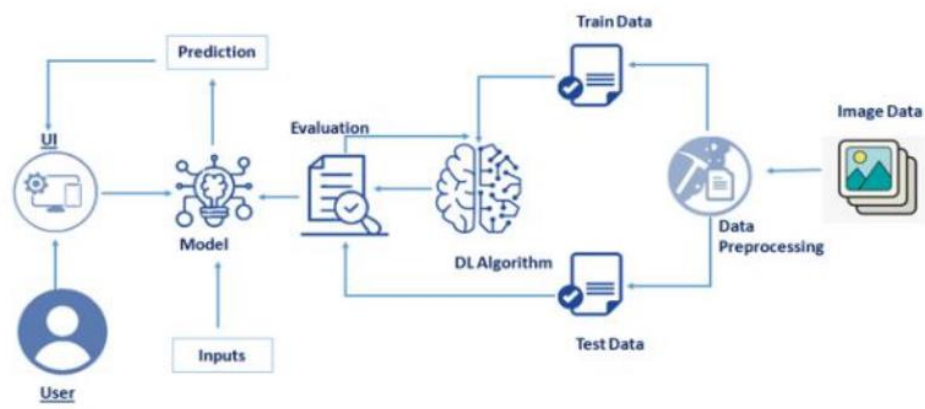 Train Data
Prediction
Image Data
Evaluation
UI
Model
Data
Preprocessing
DL Algorithm
Inputs
Test Data
User